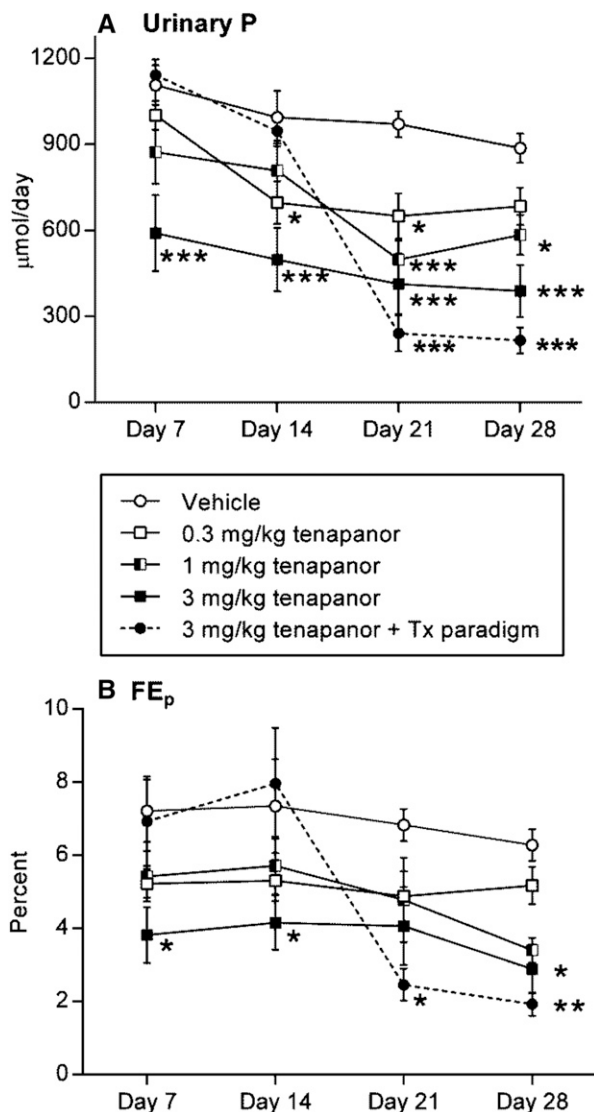 A Urinary P
1200
900
600
300
0
µmol/day
*
*
*
***
***
***
***
***
***
***
Day 7 Day 14 Day 21 Day 28
Vehicle
0.3 mg/kg tenapanor
1 mg/kg tenapanor
3 mg/kg tenapanor
3 mg/kg tenapanor + Tx paradigm
B FEp
10
8
6
4
2
0
Percent
*
*
*
*
**
Day 7 Day 14 Day 21 Day 28